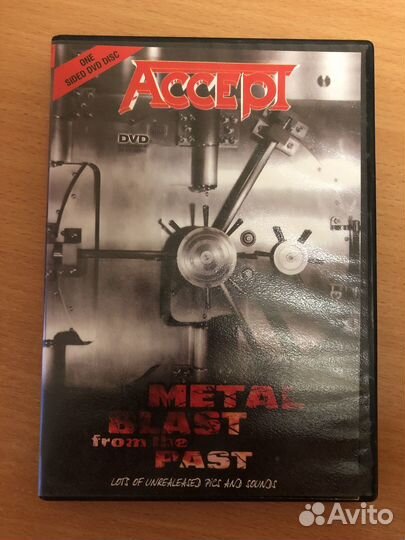 ONE
SIDED DVD DISC
ACCEPT
DVD
METAL
BLAST
from the
PAST
LOTS OF UNREALEASED PICS AND SOUNDS
Avito